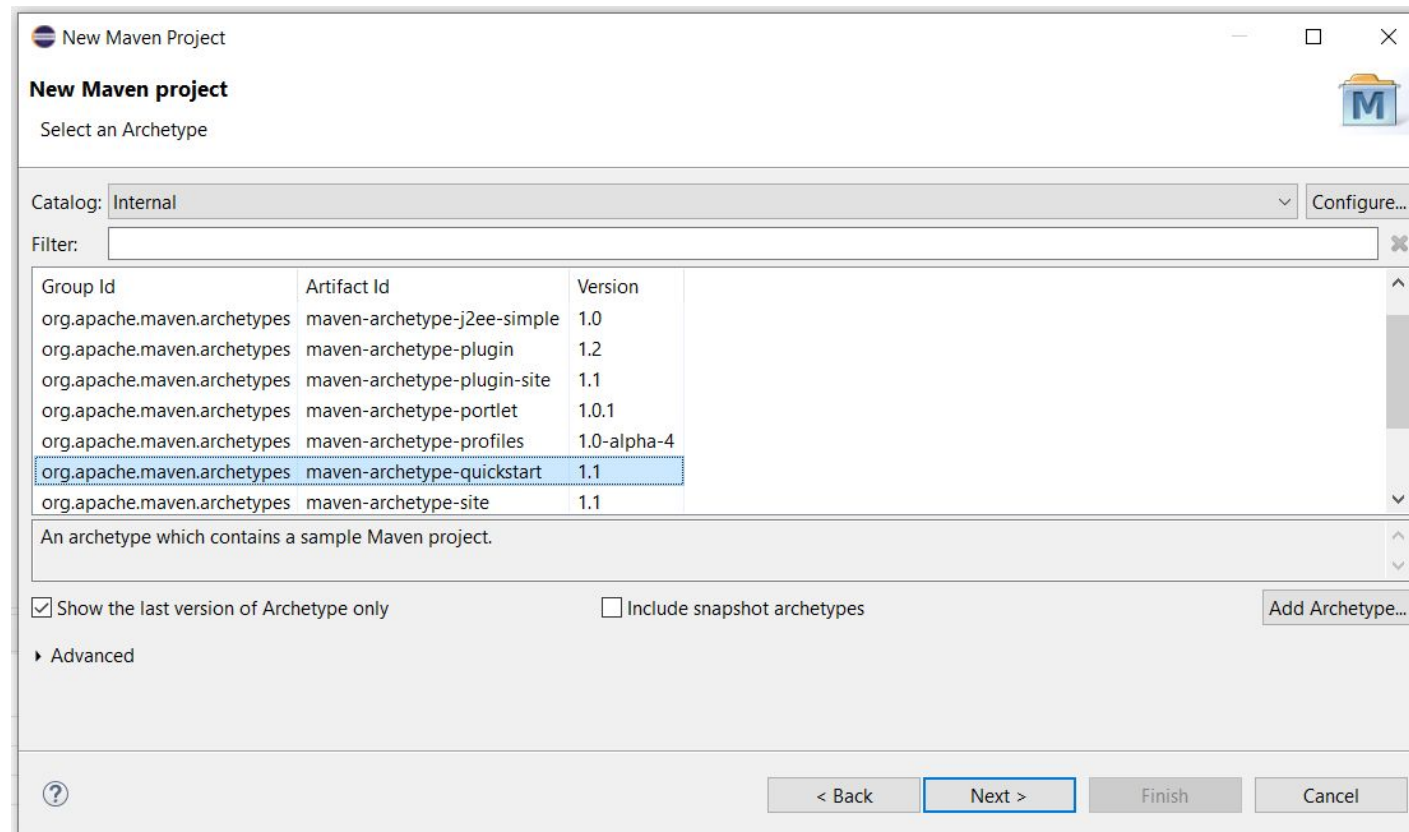 New Maven Project
New Maven project
Select an Archetype
Catalog: Internal Configure...
Filter:
Group Id Artifact Id Version
org.apache.maven.archetypes maven-archetype-j2ee-simple 1.0
org.apache.maven.archetypes maven-archetype-plugin 1.2
org.apache.maven.archetypes maven-archetype-plugin-site 1.1
org.apache.maven.archetypes maven-archetype-portlet 1.0.1
org.apache.maven.archetypes maven-archetype-profiles 1.0-alpha-4
org.apache.maven.archetypes maven-archetype-quickstart 1.1
org.apache.maven.archetypes maven-archetype-site 1.1
An archetype which contains a sample Maven project.
Show the last version of Archetype only Include snapshot archetypes Add Archetype...
Advanced
? < Back Next > Finish Cancel